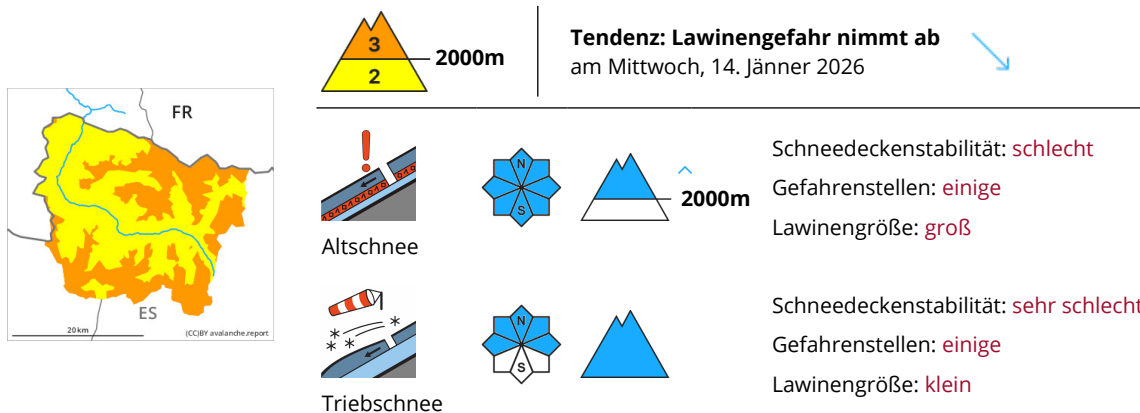 3
2
2000m
Tendenz: Lawinengefahr nimmt ab
am Mittwoch, 14. Jänner 2026
FR
ES
20 km
(CC)BY avalanche.report
Altschnee
N
S
2000m
Schneedeckenstabilität: schlecht
Gefahrenstellen: einige
Lawinengröße: groß
Triebschnee
N
S
Schneedeckenstabilität: sehr schlecht
Gefahrenstellen: einige
Lawinengröße: klein